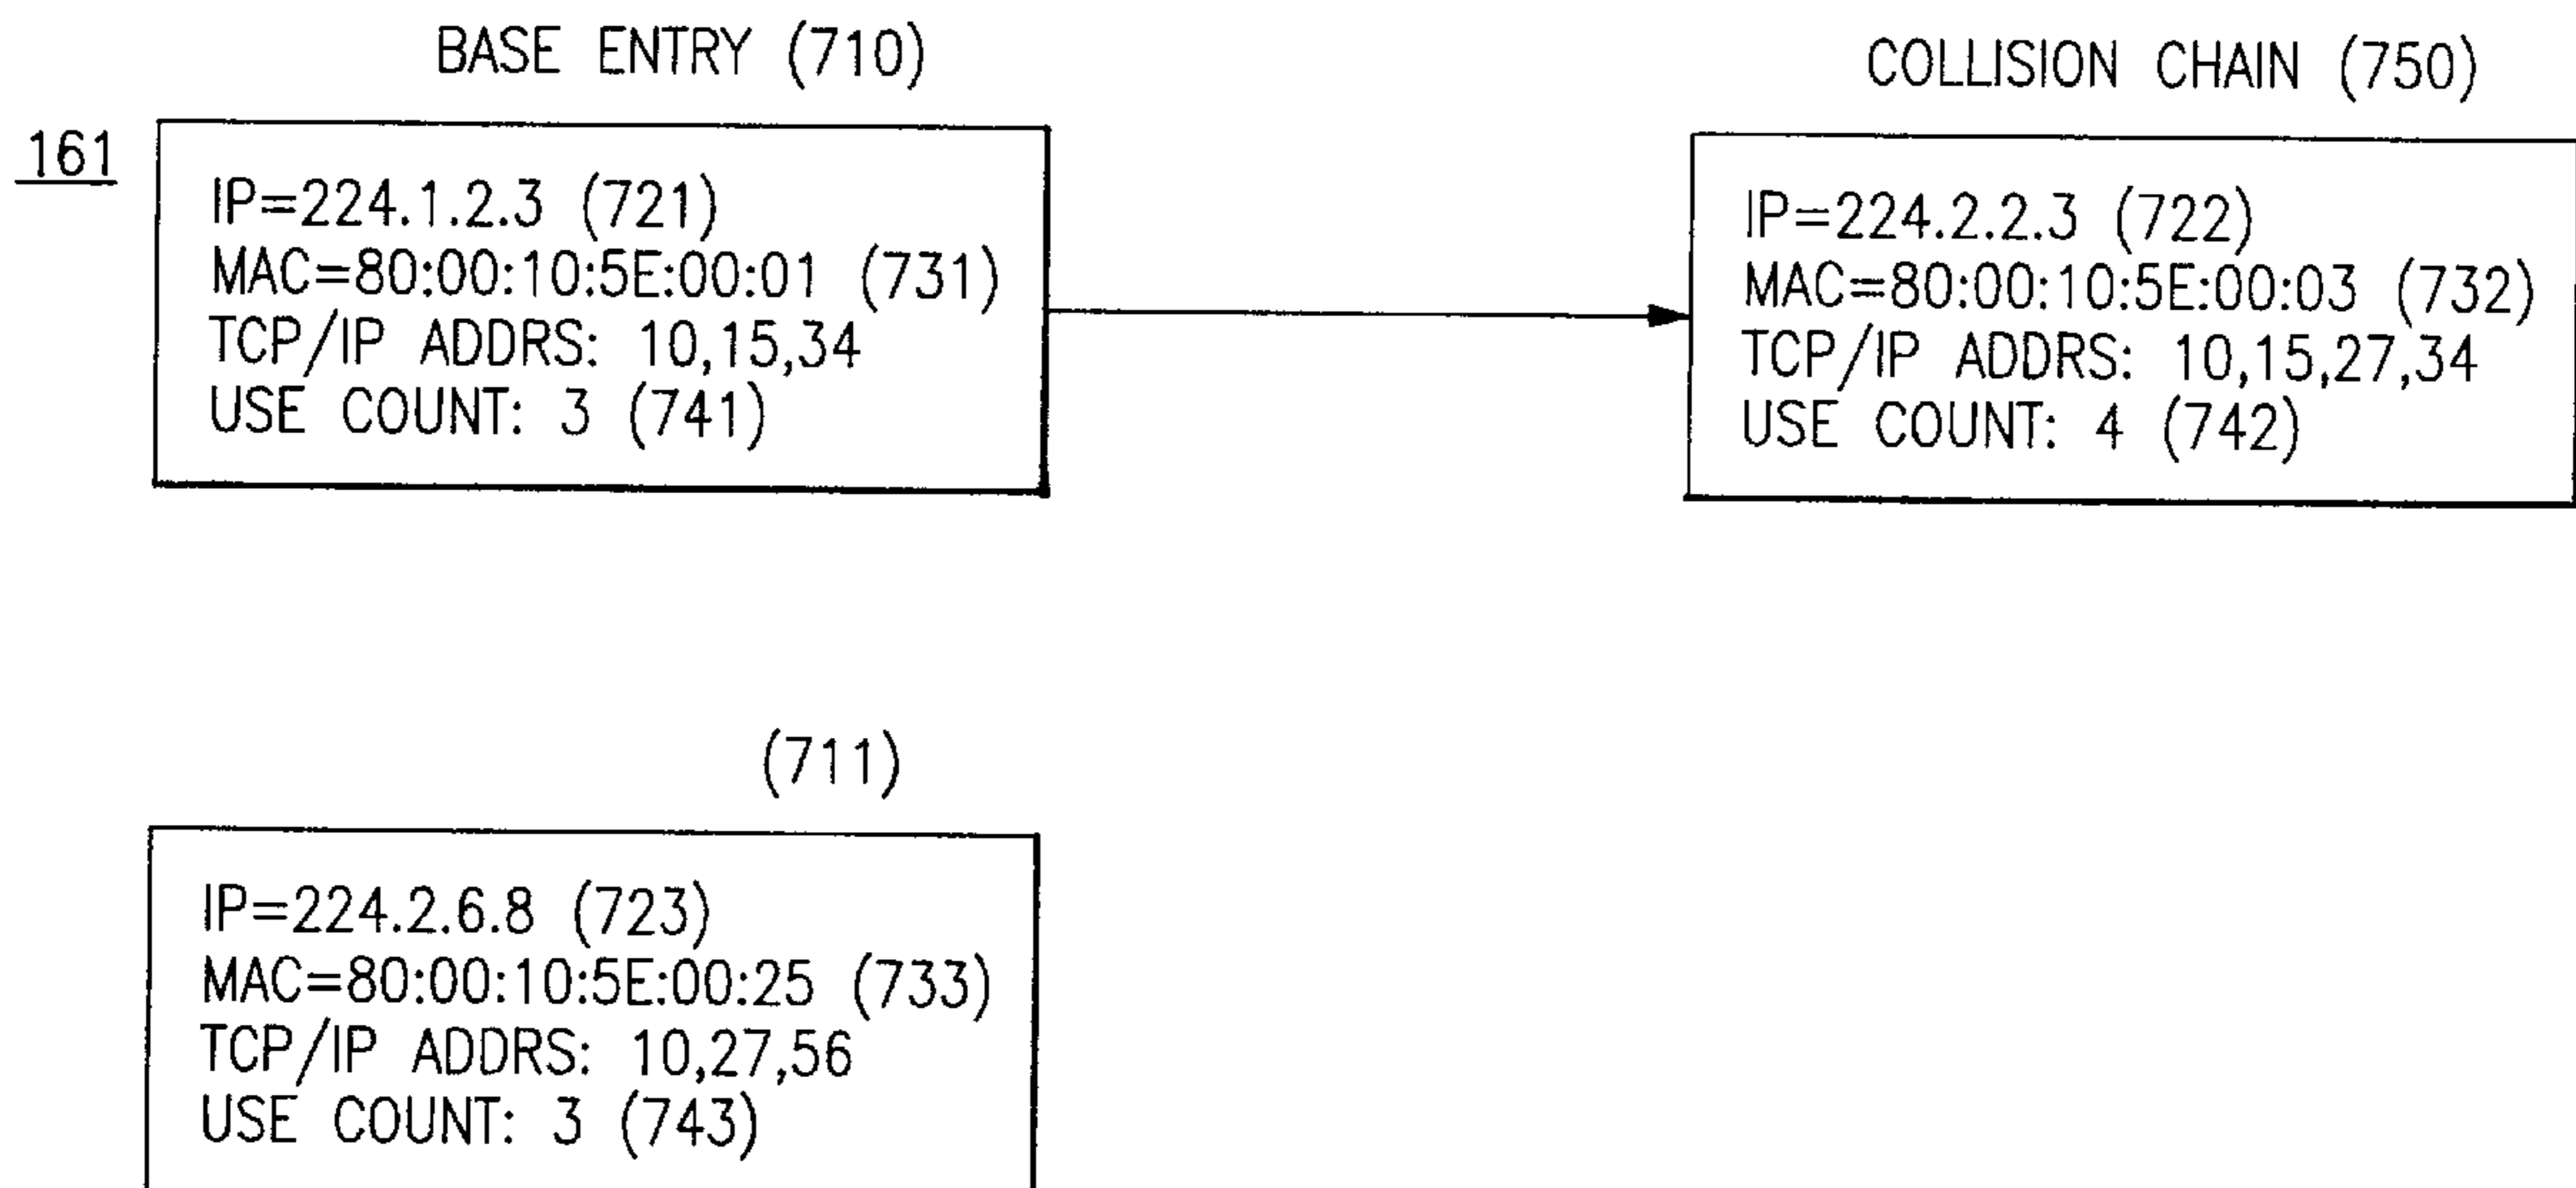 BASE ENTRY (710)
COLLISION CHAIN (750)
161
IP=224.1.2.3 (721)
MAC=80:00:10:5E:00:01 (731)
TCP/IP ADDRS: 10,15,34
USE COUNT: 3 (741)
IP=224.2.2.3 (722)
MAC=80:00:10:5E:00:03 (732)
TCP/IP ADDRS: 10,15,27,34
USE COUNT: 4 (742)
(711)
IP=224.2.6.8 (723)
MAC=80:00:10:5E:00:25 (733)
TCP/IP ADDRS: 10,27,56
USE COUNT: 3 (743)